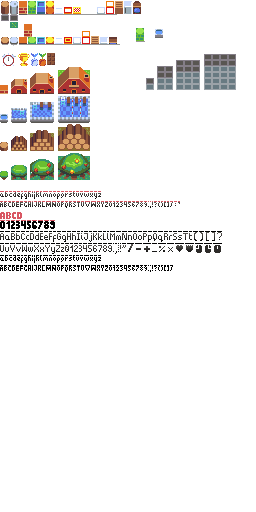 abcdefghijklmnopqrstuvwxyz
ABCDEFGHIJKLMNOPQRSTUVWXYZ0123456789.,!?()[]
ABCD
0123456789
AaBbCcDdEeFfGgHhIiJjKkLlMmNnOoPpQqRrSsTt()[]?
UuVvWwXxYyZz0123456789.,!!"/-+_%×
abcdefghijklmnopqrstuvwxyz
ABCDEFGHIJKLMNOPQRSTUVWXYZ0123456789.,!?()[]/